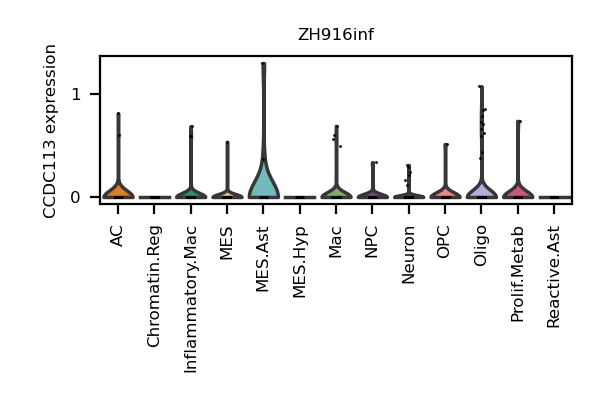 ZH916inf
CCDC113 expression
1
0
AC
Chromatin.Reg
Inflammatory.Mac
MES
MES.Ast
MES.Hyp
Mac
NPC
Neuron
OPC
Oligo
Prolif.Metab
Reactive.Ast